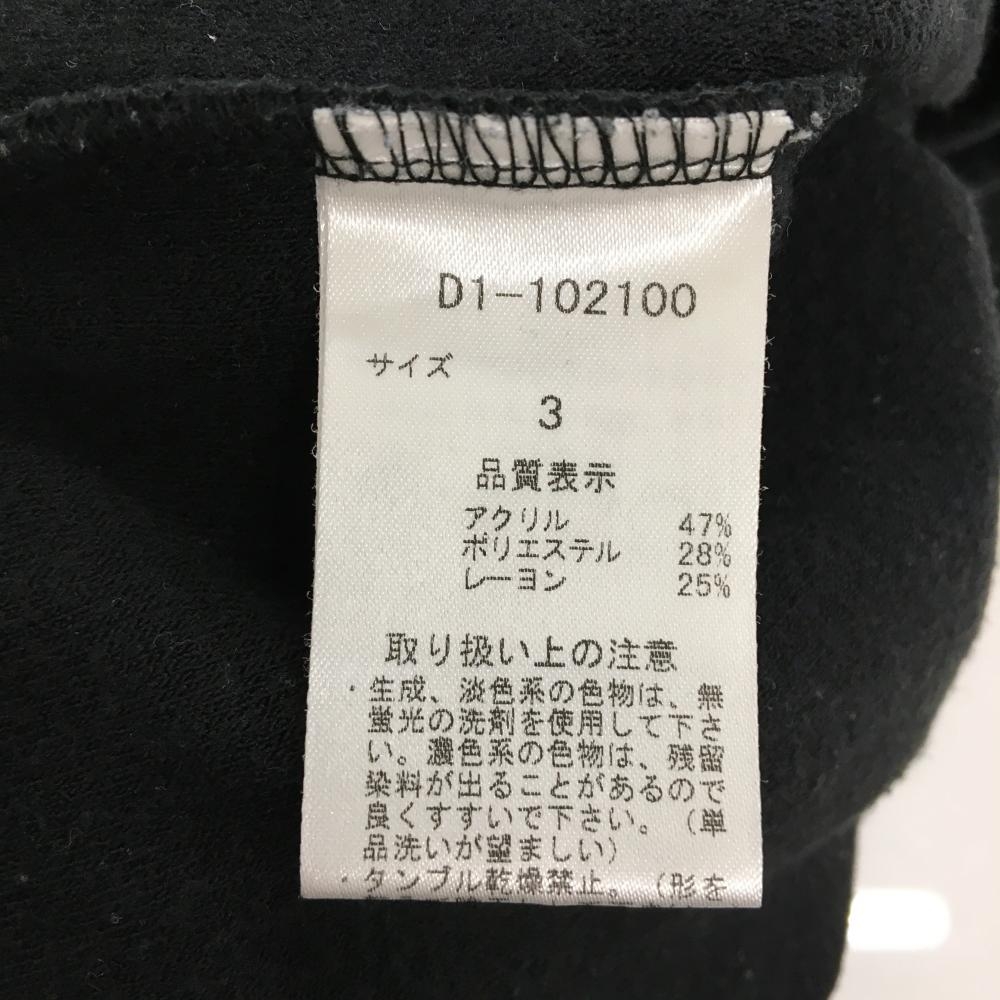 D1-102100
サイズ
3
品質表示
アクリル 47%
ポリエステル 28%
レーヨン 25%
取り扱い上の注意
・生成、淡色系の色物は、無
蛍光の洗剤を使用して下さ
い。濃色系の色物は、残留
染料が出ることがあるので
良くすすいで下さい。（単
品洗いが望ましい）
・タンブル乾燥禁止。（形を